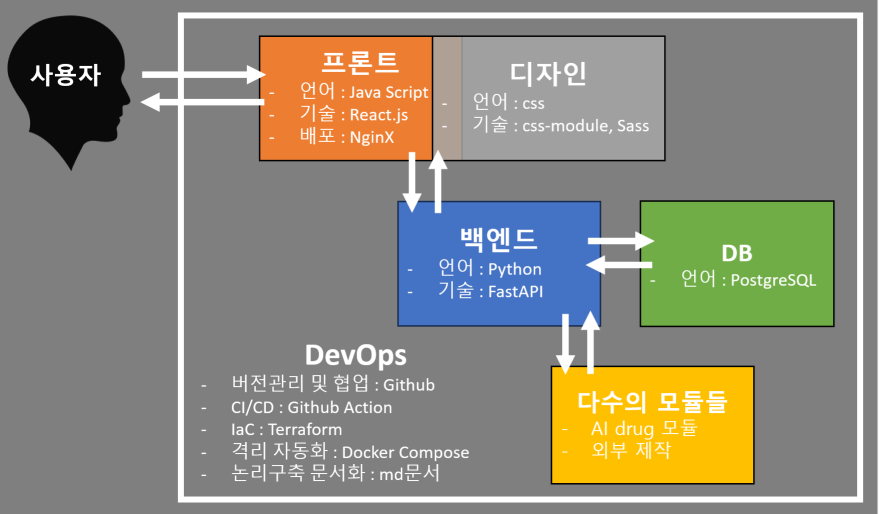 사용자
프론트
- 언어 : Java Script
- 기술 : React.js
- 배포 : NginX
디자인
- 언어 : css
- 기술 : css-module, Sass
백엔드
- 언어 : Python
- 기술 : FastAPI
DB
- 언어 : PostgreSQL
DevOps
- 버전관리 및 협업 : Github
- CI/CD : Github Action
- IaC : Terraform
- 격리 자동화 : Docker Compose
- 논리구축 문서화 : md문서
다수의 모듈들
- AI drug 모듈
- 외부 제작